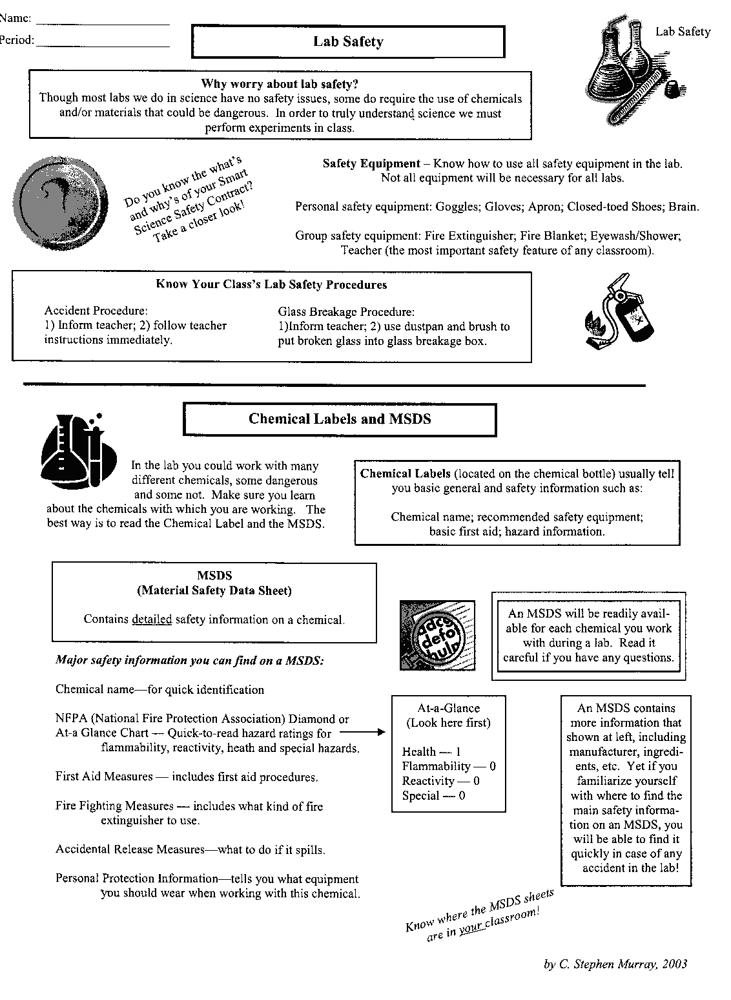 Name:
Period:
Lab Safety
Lab Safety
Why worry about lab safety?
Though most labs we do in science have no safety issues, some do require the use of chemicals
and/or materials that could be dangerous. In order to truly understand science we must
perform experiments in class.
Do you know the what's
and why's of your Smart
Science Safety Contract?
Take a closer look!
Safety Equipment – Know how to use all safety equipment in the lab.
Not all equipment will be necessary for all labs.
Personal safety equipment: Goggles; Gloves; Apron; Closed-toed Shoes; Brain.
Group safety equipment: Fire Extinguisher; Fire Blanket; Eyewash/Shower;
Teacher (the most important safety feature of any classroom).
Know Your Class's Lab Safety Procedures
Accident Procedure:
1) Inform teacher; 2) follow teacher
instructions immediately.
Glass Breakage Procedure:
1)Inform teacher; 2) use dustpan and brush to
put broken glass into glass breakage box.
Chemical Labels and MSDS
In the lab you could work with many
different chemicals, some dangerous
and some not. Make sure you learn
about the chemicals with which you are working. The
best way is to read the Chemical Label and the MSDS.
Chemical Labels (located on the chemical bottle) usually tell
you basic general and safety information such as:
Chemical name; recommended safety equipment;
basic first aid; hazard information.
MSDS
(Material Safety Data Sheet)
Contains detailed safety information on a chemical.
An MSDS will be readily avail-
able for each chemical you work
with during a lab. Read it
careful if you have any questions.
Major safety information you can find on a MSDS:
Chemical name—for quick identification
NFPA (National Fire Protection Association) Diamond or
At-a Glance Chart — Quick-to-read hazard ratings for
flammability, reactivity, heath and special hazards.
First Aid Measures — includes first aid procedures.
Fire Fighting Measures — includes what kind of fire
extinguisher to use.
Accidental Release Measures—what to do if it spills.
Personal Protection Information—tells you what equipment
you should wear when working with this chemical.
At-a-Glance
(Look here first)
Health — 1
Flammability — 0
Reactivity — 0
Special — 0
An MSDS contains
more information that
shown at left, including
manufacturer, ingredi-
ents, etc. Yet if you
familiarize yourself
with where to find the
main safety informa-
tion on an MSDS, you
will be able to find it
quickly in case of any
accident in the lab!
Know where the MSDS sheets
are in your classroom!
by C. Stephen Murray, 2003